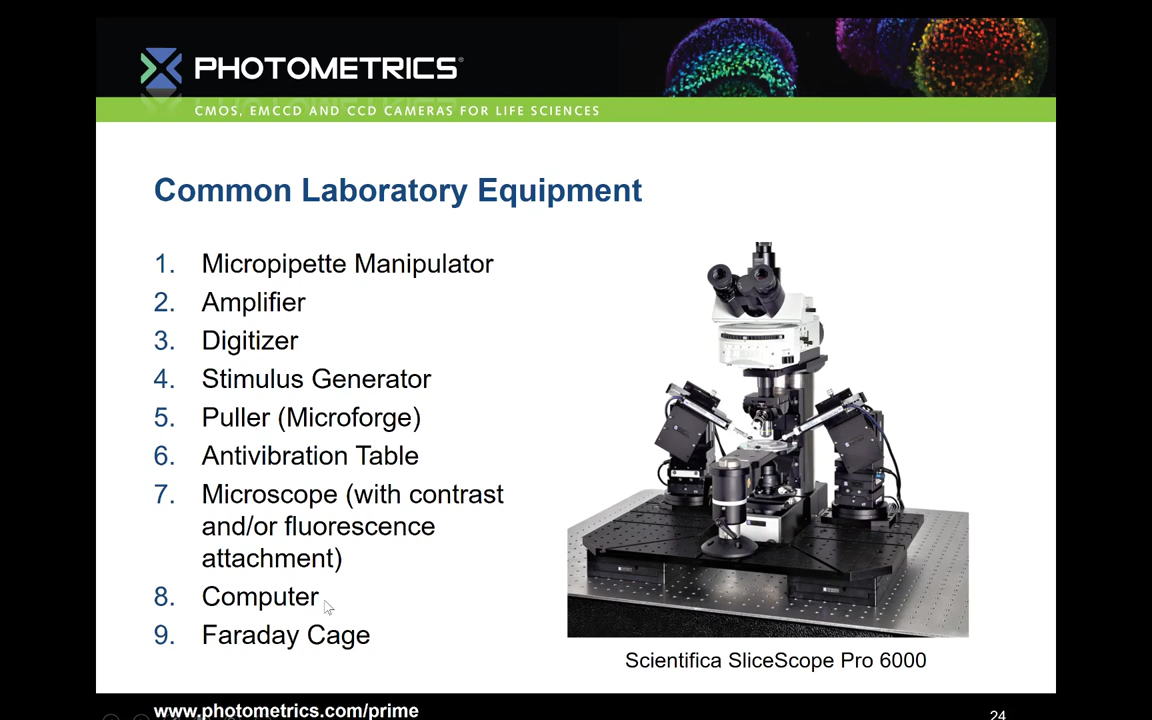 PHOTOMETRICS®
CMOS, EMCCD AND CCD CAMERAS FOR LIFE SCIENCES
Common Laboratory Equipment
1. Micropipette Manipulator
2. Amplifier
3. Digitizer
4. Stimulus Generator
5. Puller (Microforge)
6. Antivibration Table
7. Microscope (with contrast
and/or fluorescence
attachment)
8. Computer
9. Faraday Cage
Scientifica SliceScope Pro 6000
www.photometrics.com/prime
24